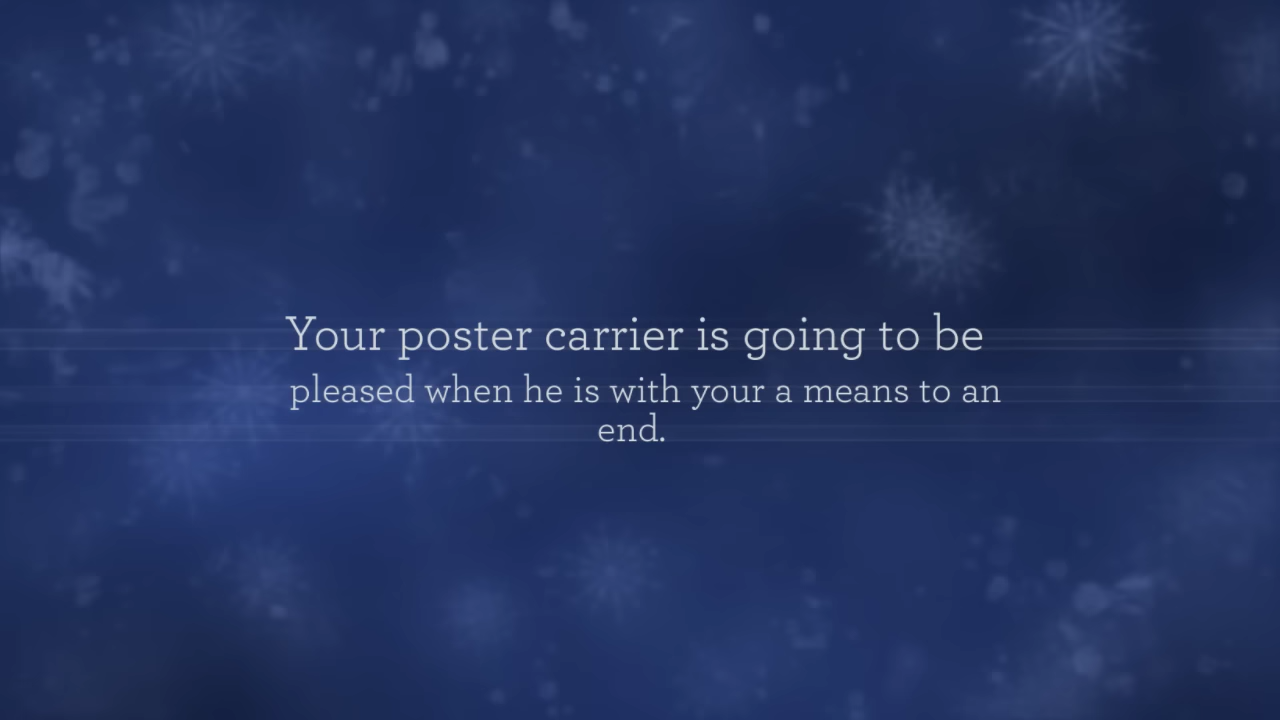 Your poster carrier is going to be
pleased when he is with your a means to an
end.